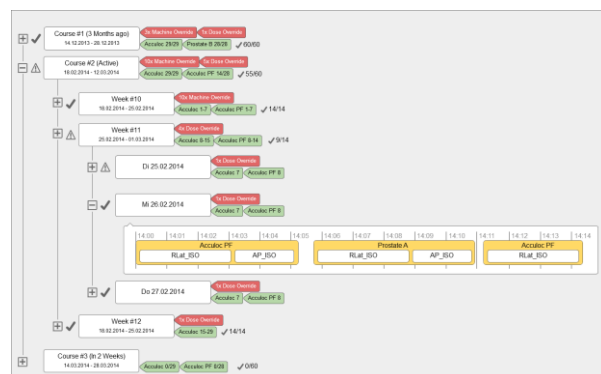 Course #1 (3 Months ago)
14.12.2013 - 28.12.2013
3x Machine Override
1x Dose Override
Acculoc 29/29
Prostate B 28/28
60/60
Course #2 (Active)
18.02.2014 - 12.03.2014
10x Machine Override
5x Dose Override
Acculoc 29/29
Acculoc PF 14/28
55/60
Week #10
18.02.2014 - 25.02.2014
10x Machine Override
Acculoc 1-7
Acculoc PF 1-7
14/14
Week #11
25.02.2014 - 01.03.2014
6x Dose Override
Acculoc 8-15
Acculoc PF 8-14
9/14
Di 25.02.2014
1x Dose Override
Acculoc 7
Acculoc PF 8
Mi 26.02.2014
1x Dose Override
Acculoc 7
Acculoc PF 8
14:00 14:01 14:02 14:03 14:04 14:05 14:06 14:07 14:08 14:09 14:10 14:11 14:12 14:13 14:14
Acculoc PF
Prostate A
Acculoc PF
RLat_ISO
AP_ISO
RLat_ISO
AP_ISO
RLat_ISO
Do 27.02.2014
1x Dose Override
Acculoc 7
Acculoc PF 8
Week #12
18.02.2014 - 25.02.2014
1x Dose Override
Acculoc 15-29
14/14
Course #3 (In 2 Weeks)
14.03.2014 - 28.03.2014
Acculoc 0/29
Acculoc PF 0/28
0/60